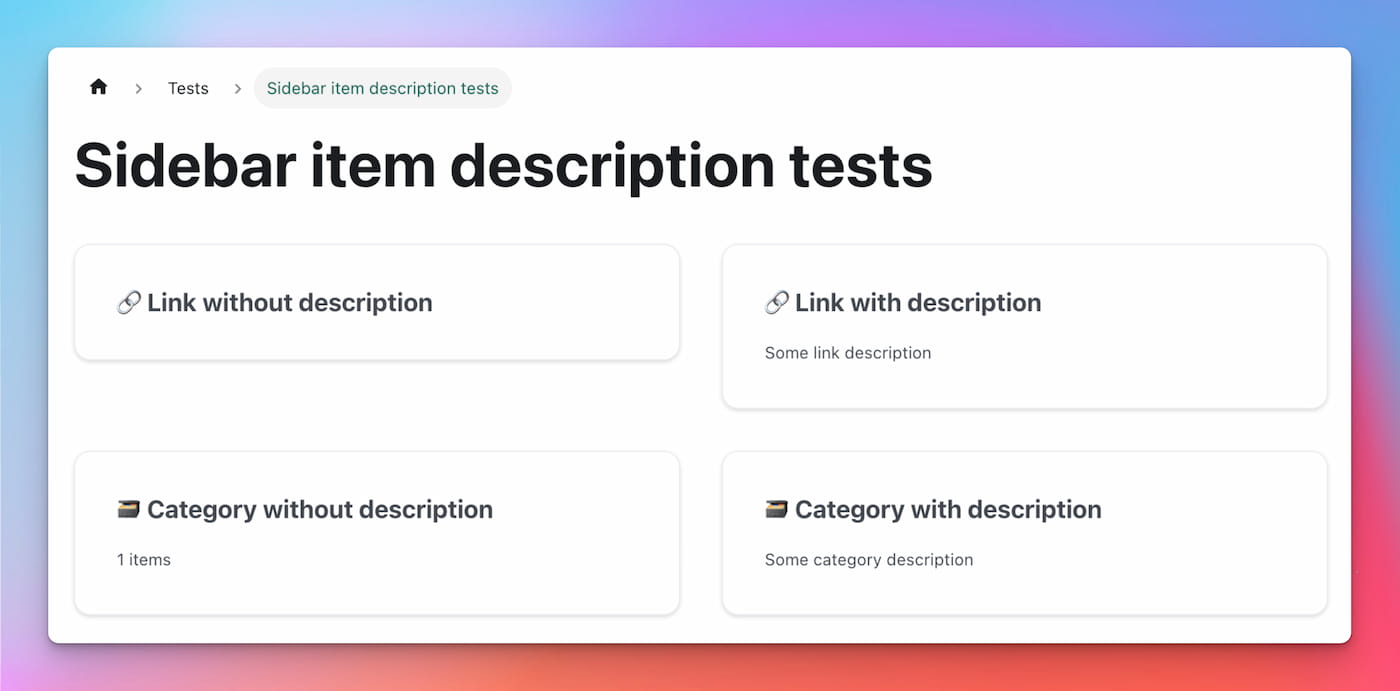 Tests
Sidebar item description tests
Sidebar item description tests
🔗 Link without description
🔗 Link with description
Some link description
🗃️ Category without description
1 items
🗃️ Category with description
Some category description